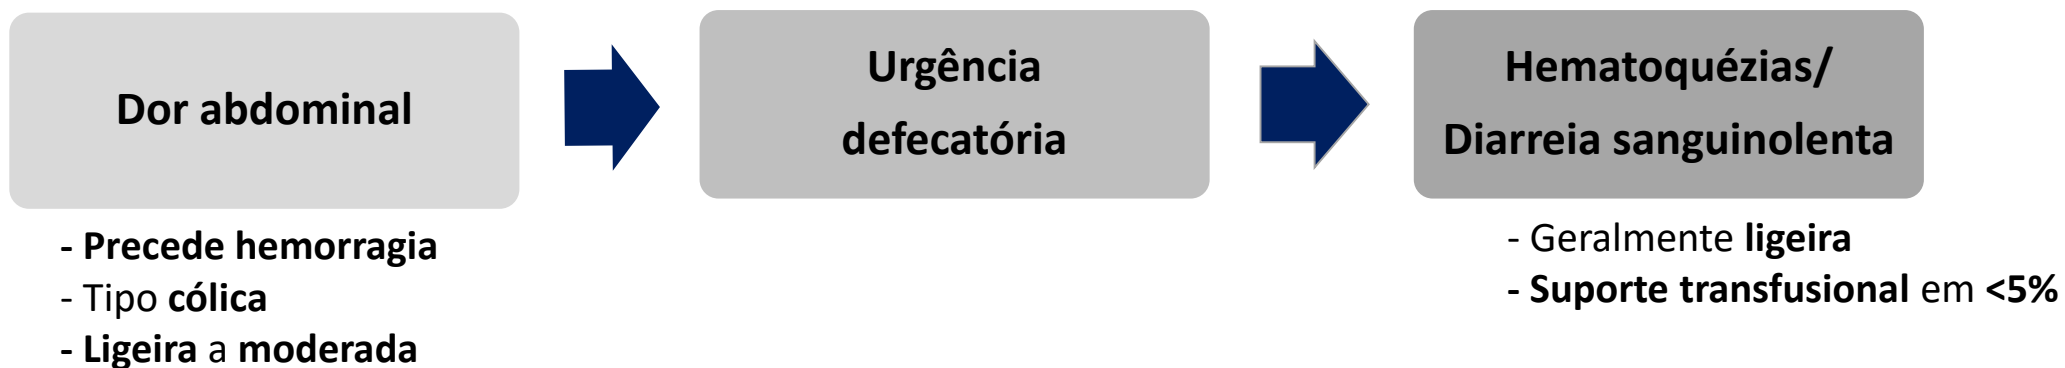 Dor abdominal
Urgência
defecatória
Hematoquézias/
Diarreia sanguinolenta
- Precede hemorragia
- Tipo cólica
- Ligeira a moderada
- Geralmente ligeira
- Suporte transfusional em <5%